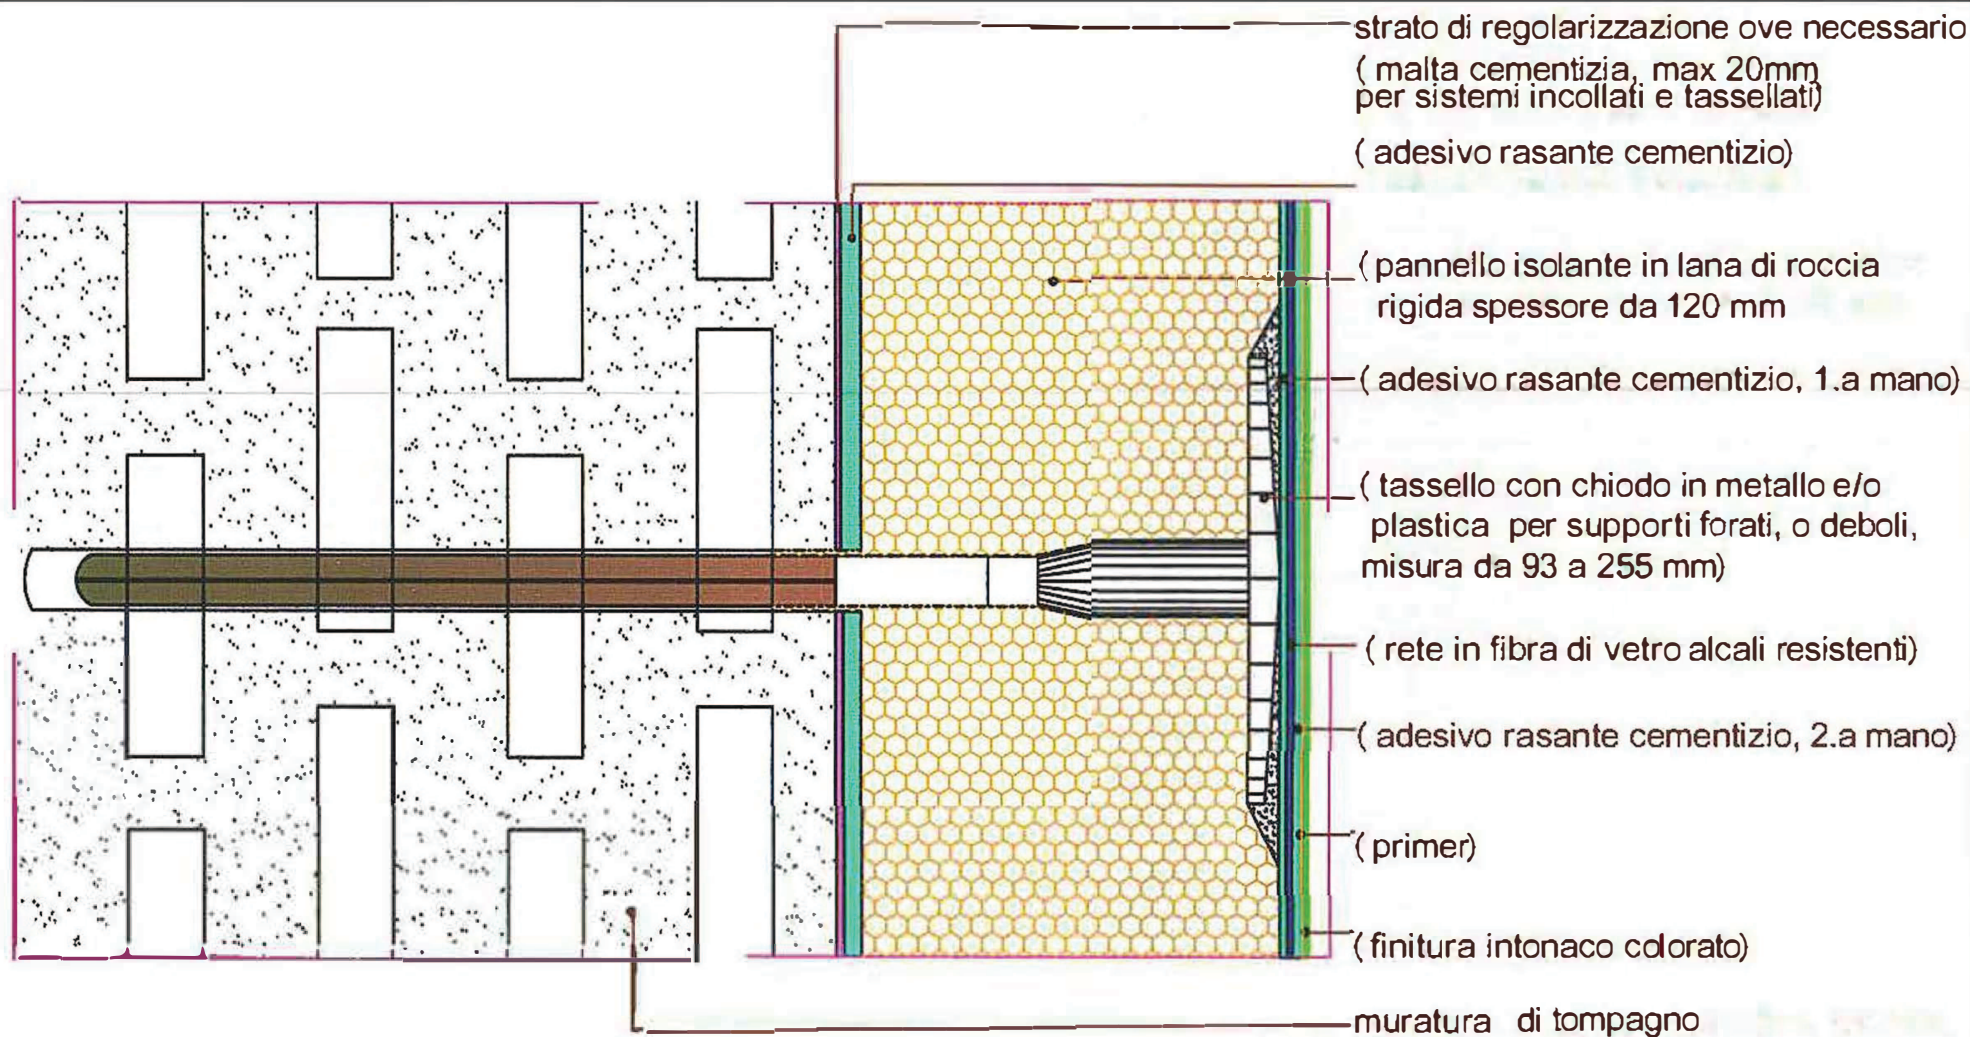 strato di regolarizzazione ove necessario
( malta cementizia, max 20mm
per sistemi incollati e tassellati)
( adesivo rasante cementizio)
( pannello isolante in lana di roccia
rigida spessore da 120 mm
( adesivo rasante cementizio, 1.a mano)
( tassello con chiodo in metallo e/o
plastica per supporti forati, o deboli,
misura da 93 a 255 mm)
( rete in fibra di vetro alcali resistenti)
( adesivo rasante cementizio, 2.a mano)
( primer)
( finitura intonaco colorato)
muratura di tompagno